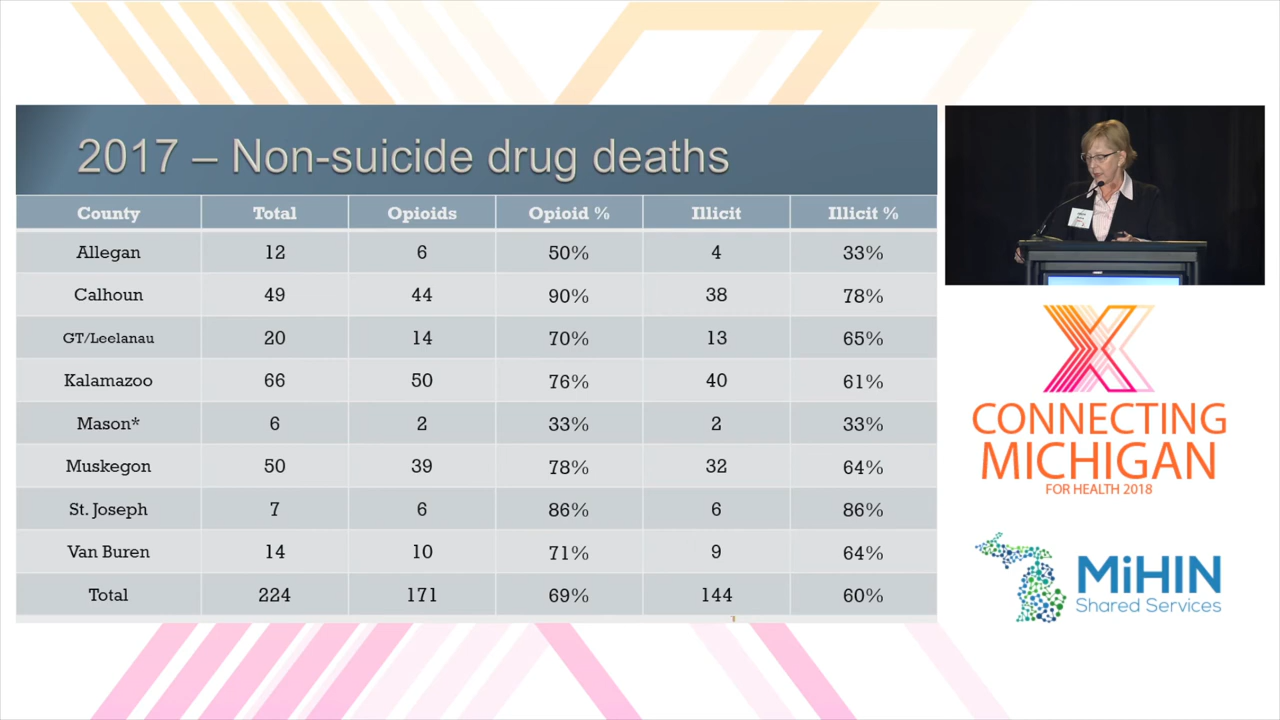 2017 – Non-suicide drug deaths
County Total Opioids Opioid % Illicit Illicit %
Allegan 12 6 50% 4 33%
Calhoun 49 44 90% 38 78%
GT/Leelanau 20 14 70% 13 65%
Kalamazoo 66 50 76% 40 61%
Mason* 6 2 33% 2 33%
Muskegon 50 39 78% 32 64%
St. Joseph 7 6 86% 6 86%
Van Buren 14 10 71% 9 64%
Total 224 171 69% 144 60%
CONNECTING
MICHIGAN
FOR HEALTH 2018
MiHIN
Shared Services